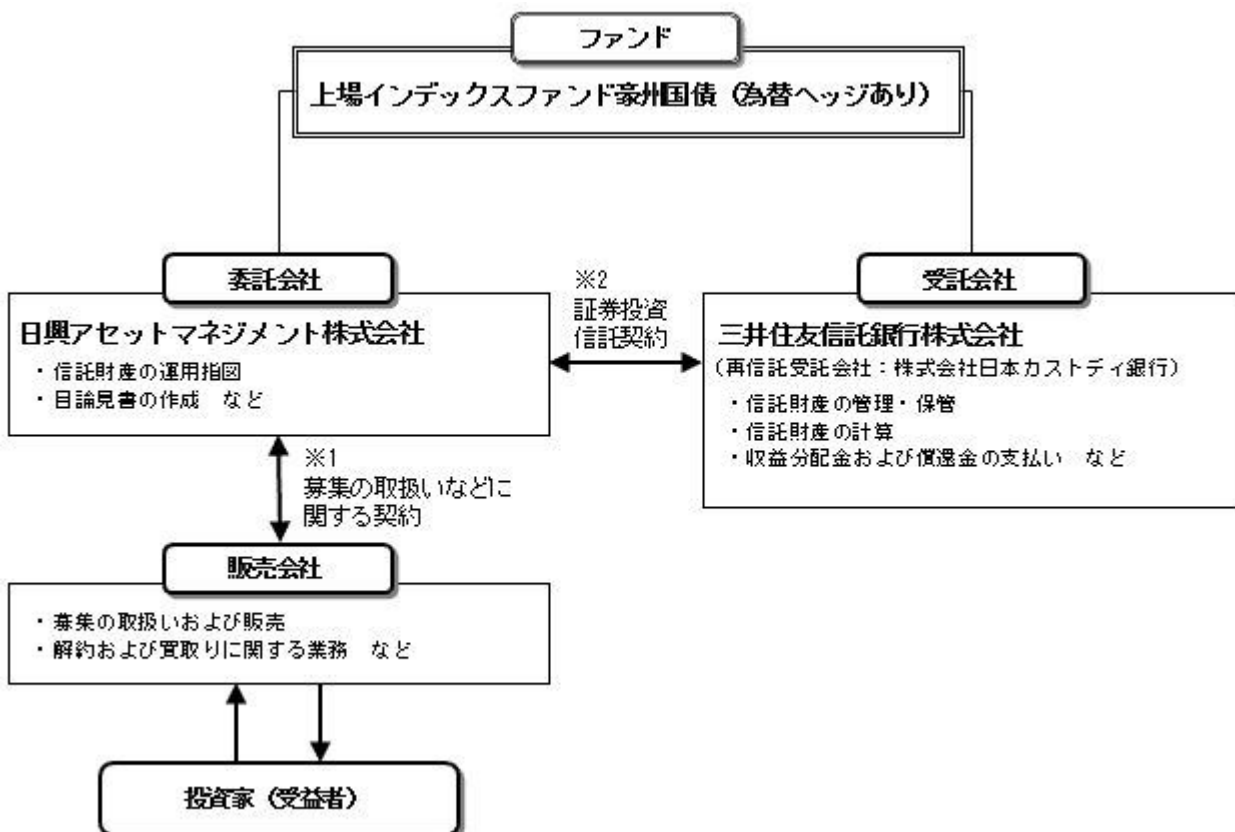 ファンド
上場インデックスファンド豪州国債（為替ヘッジあり）
委託会社
日興アセットマネジメント株式会社
・信託財産の運用指図
・目論見書の作成　など
※2
証券投資
信託契約
受託会社
三井住友信託銀行株式会社
（再信託受託会社：株式会社日本カストディ銀行）
・信託財産の管理・保管
・信託財産の計算
・収益分配金および償還金の支払い　など
※1
募集の取扱いなどに
関する契約
販売会社
・募集の取扱いおよび販売
・解約および買取りに関する業務　など
投資家（受益者）